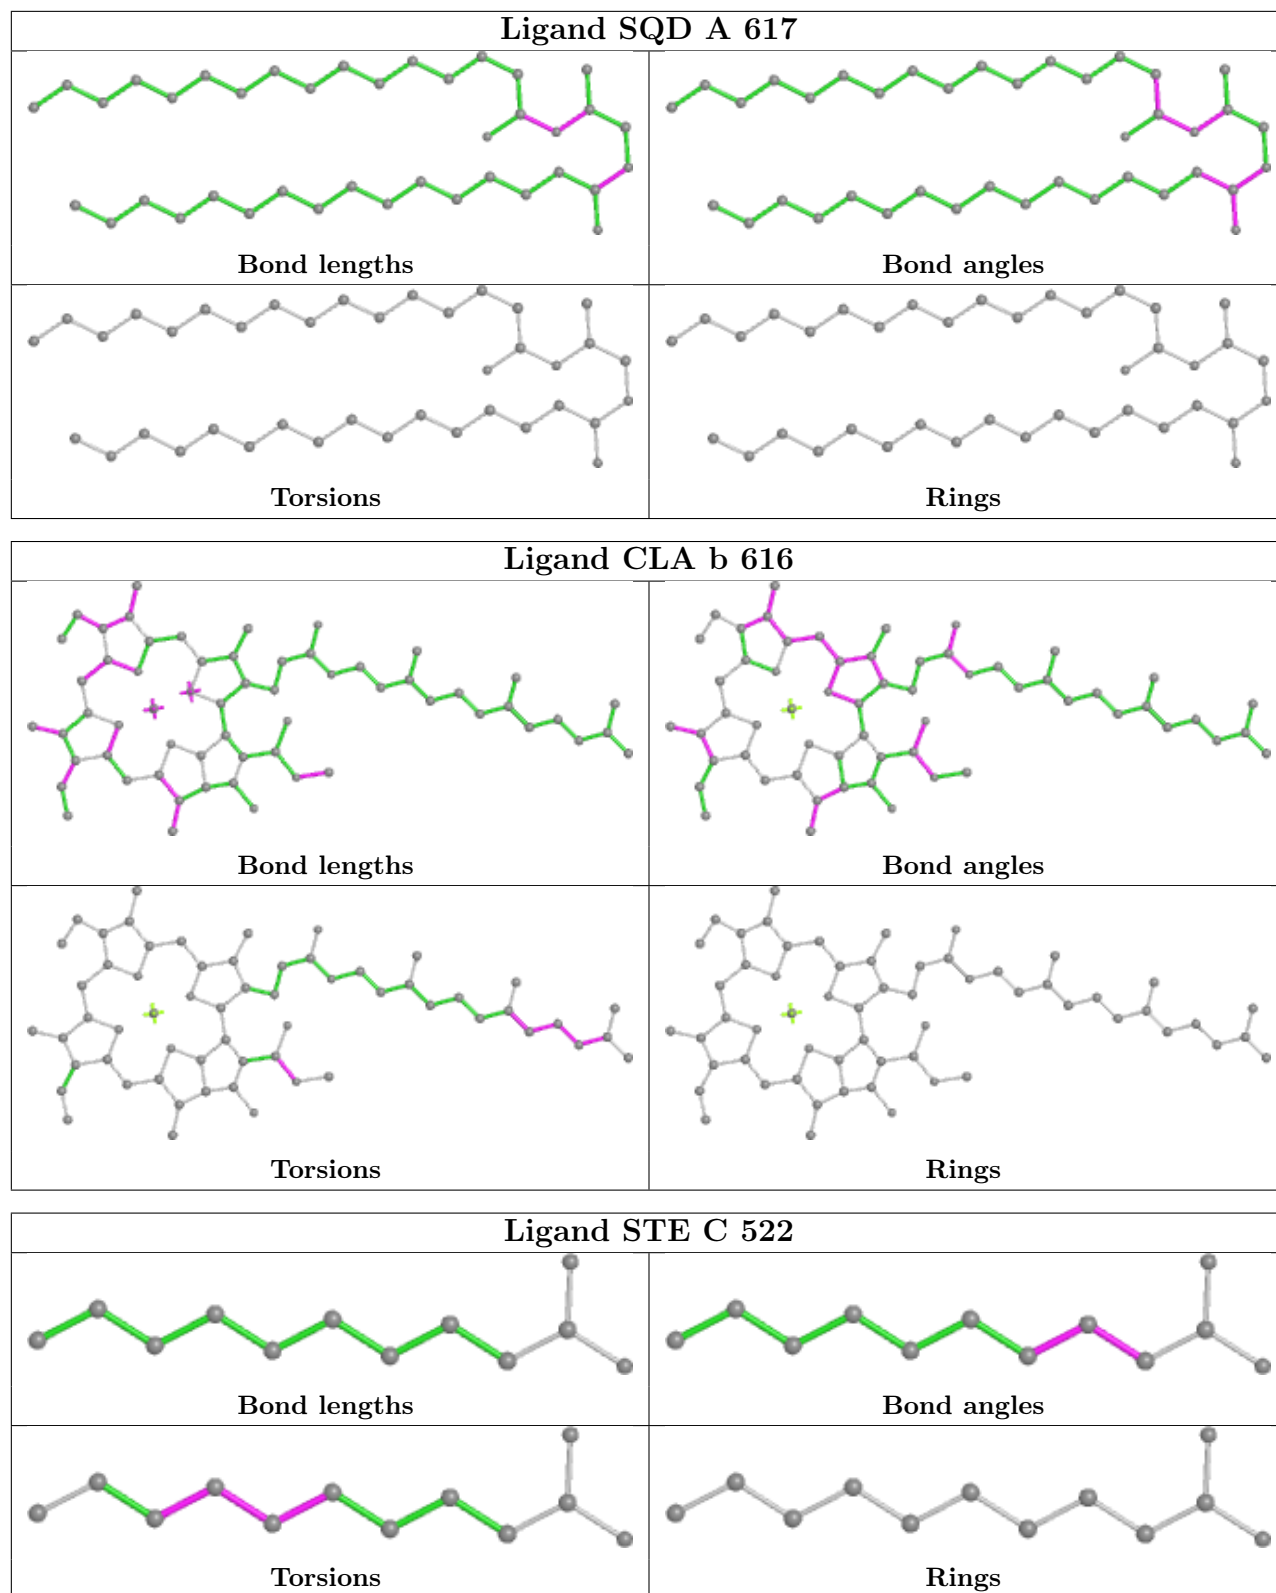 Ligand SQD A 617
Bond lengths
Bond angles
Torsions
Rings
Ligand CLA b 616
Bond lengths
Bond angles
Torsions
Rings
Ligand STE C 522
Bond lengths
Bond angles
Torsions
Rings